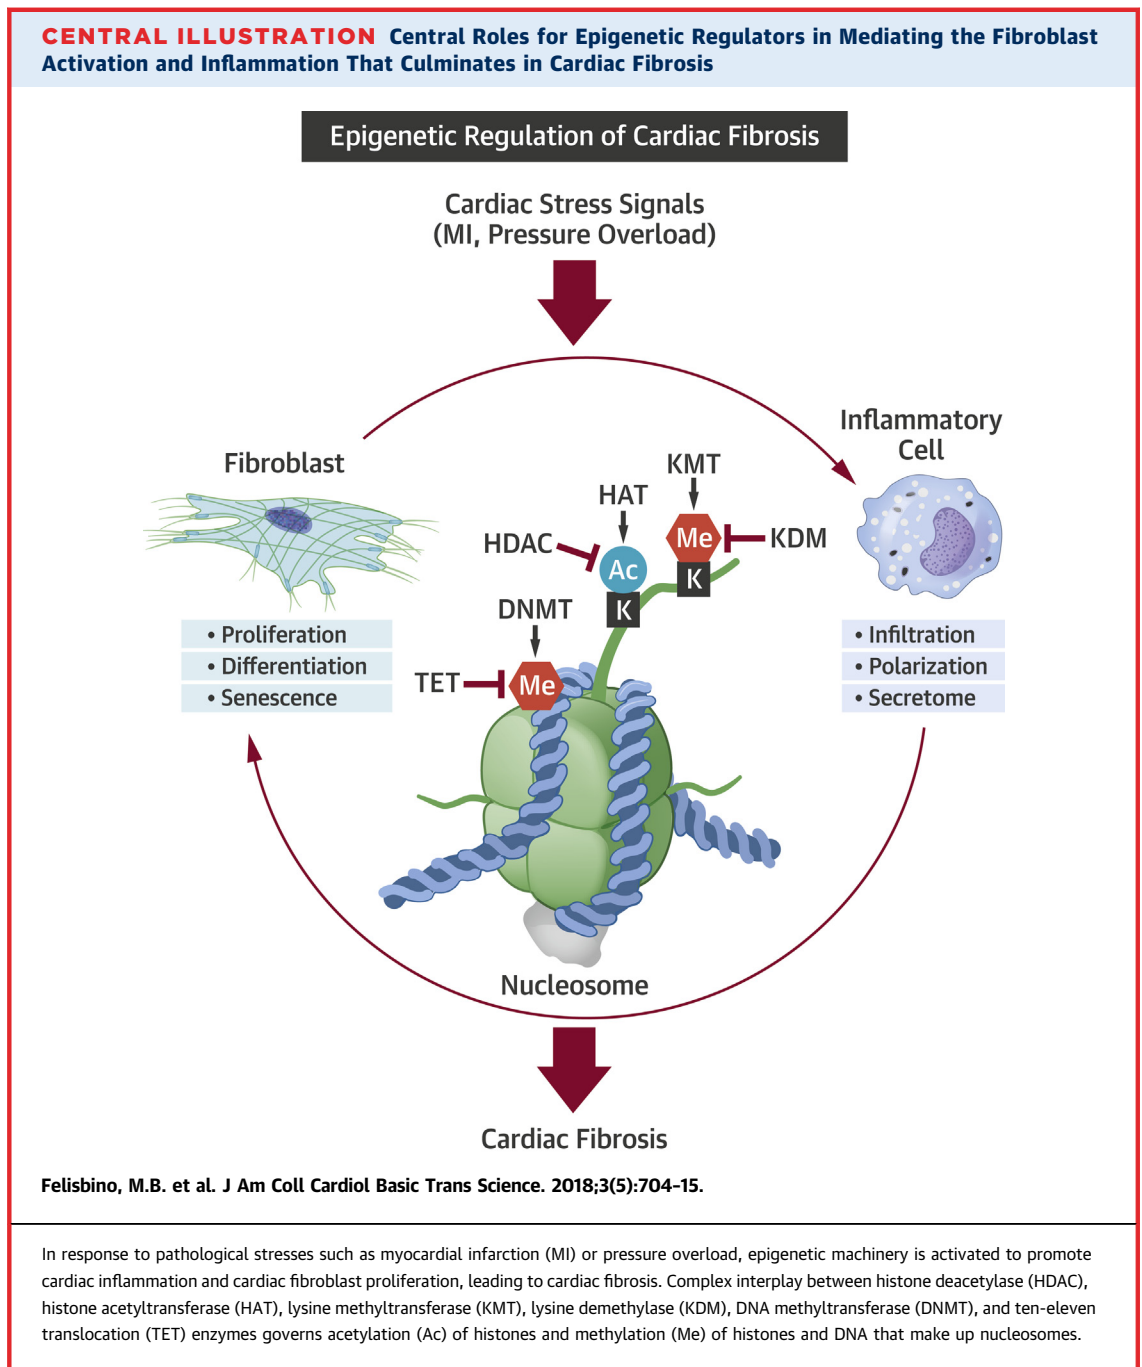 CENTRAL ILLUSTRATION Central Roles for Epigenetic Regulators in Mediating the Fibroblast
Activation and Inflammation That Culminates in Cardiac Fibrosis
Epigenetic Regulation of Cardiac Fibrosis
Cardiac Stress Signals
(MI, Pressure Overload)
Inflammatory
Cell
Fibroblast
KMT
HAT
HDAC
Me
KDM
Ac
K
K
DNMT
TET
Me
• Proliferation
• Differentiation
• Senescence
• Infiltration
• Polarization
• Secretome
Nucleosome
Cardiac Fibrosis
Felisbino, M.B. et al. J Am Coll Cardiol Basic Trans Science. 2018;3(5):704–15.
In response to pathological stresses such as myocardial infarction (MI) or pressure overload, epigenetic machinery is activated to promote
cardiac inflammation and cardiac fibroblast proliferation, leading to cardiac fibrosis. Complex interplay between histone deacetylase (HDAC),
histone acetyltransferase (HAT), lysine methyltransferase (KMT), lysine demethylase (KDM), DNA methyltransferase (DNMT), and ten-eleven
translocation (TET) enzymes governs acetylation (Ac) of histones and methylation (Me) of histones and DNA that make up nucleosomes.